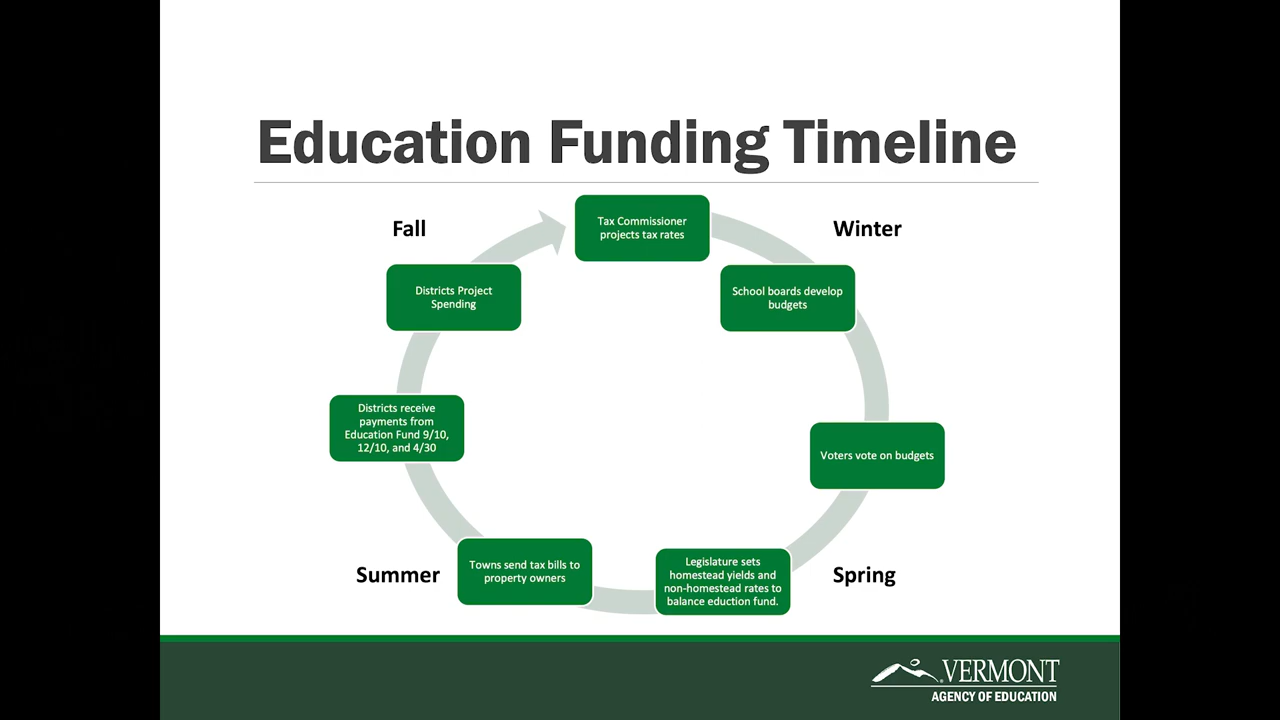 Education Funding Timeline
Fall
Tax Commissioner
projects tax rates
Winter
School boards develop
budgets
Voters vote on budgets
Spring
Legislature sets
homestead yields and
non-homestead rates to
balance eduction fund.
Towns send tax bills to
property owners
Summer
Districts receive
payments from
Education Fund 9/10,
12/10, and 4/30
Districts Project
Spending
VERMONT
AGENCY OF EDUCATION